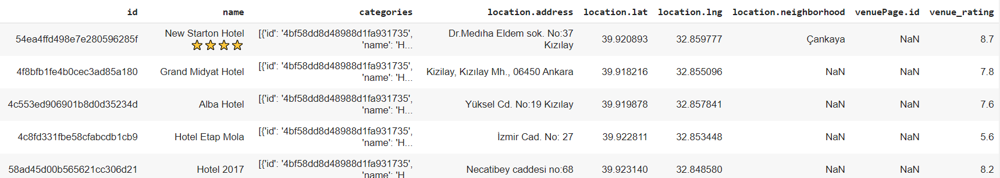 id name categories location.address location.lat location.lng location.neighborhood venuePage.id venue_rating
54ea4ffd498e7e280596285f New Starton Hotel ⭐⭐⭐⭐ [{'id': '4bf58dd8d48988d1fa931735', 'name': 'H... Dr.Medıha Eldem sok. No:37 Kızılay 39.920893 32.859777 Çankaya NaN 8.7
4f8bfb1fe4b0cec3ad85a180 Grand Midyat Hotel [{'id': '4bf58dd8d48988d1fa931735', 'name': 'H... Kizilay, Kızılay Mh., 06450 Ankara 39.918216 32.855096 NaN NaN 7.8
4c553ed906901b8d0d35234d Alba Hotel [{'id': '4bf58dd8d48988d1fa931735', 'name': 'H... Yüksel Cd. No:19 Kızılay 39.919878 32.857841 NaN NaN 7.6
4c8fd331fbe58cfabcdb1cb9 Hotel Etap Mola [{'id': '4bf58dd8d48988d1fa931735', 'name': 'H... İzmir Cad. No: 27 39.922811 32.853448 NaN NaN 5.6
58ad45d00b565621cc306d21 Hotel 2017 [{'id': '4bf58dd8d48988d1fa931735', 'name': 'H Necatibey caddesi no:68 39.923140 32.848580 NaN NaN 8.2